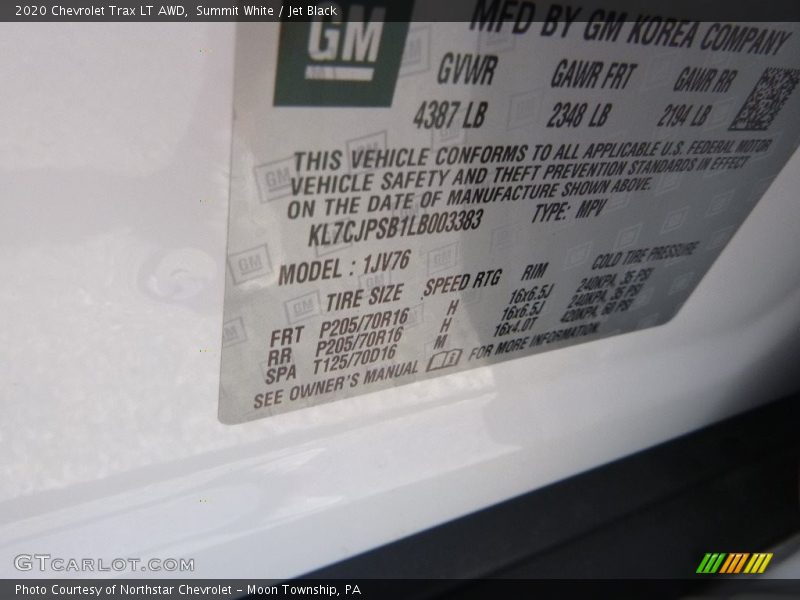 2020 Chevrolet Trax LT AWD, Summit White / Jet Black
GM
MFD BY GM KOREA COMPANY
GVWR GAWR FRT GAWR RR
4387 LB 2348 LB 2194 LB
THIS VEHICLE CONFORMS TO ALL APPLICABLE U.S. FEDERAL MOTOR
VEHICLE SAFETY AND THEFT PREVENTION STANDARDS IN EFFECT
ON THE DATE OF MANUFACTURE SHOWN ABOVE.
KL7CJPSB1LB003383 TYPE: MPV
MODEL : 1JV76
TIRE SIZE SPEED RTG RIM COLD TIRE PRESSURE
FRT P205/70R16 H 16x6.5J 240KPA, 35 PSI
RR P205/70R16 H 16x6.5J 240KPA, 35 PSI
SPA T125/70D16 M 16x4.0T 420KPA, 60 PSI
SEE OWNER'S MANUAL FOR MORE INFORMATION.
GTCARLOT.COM
Photo Courtesy of Northstar Chevrolet - Moon Township, PA